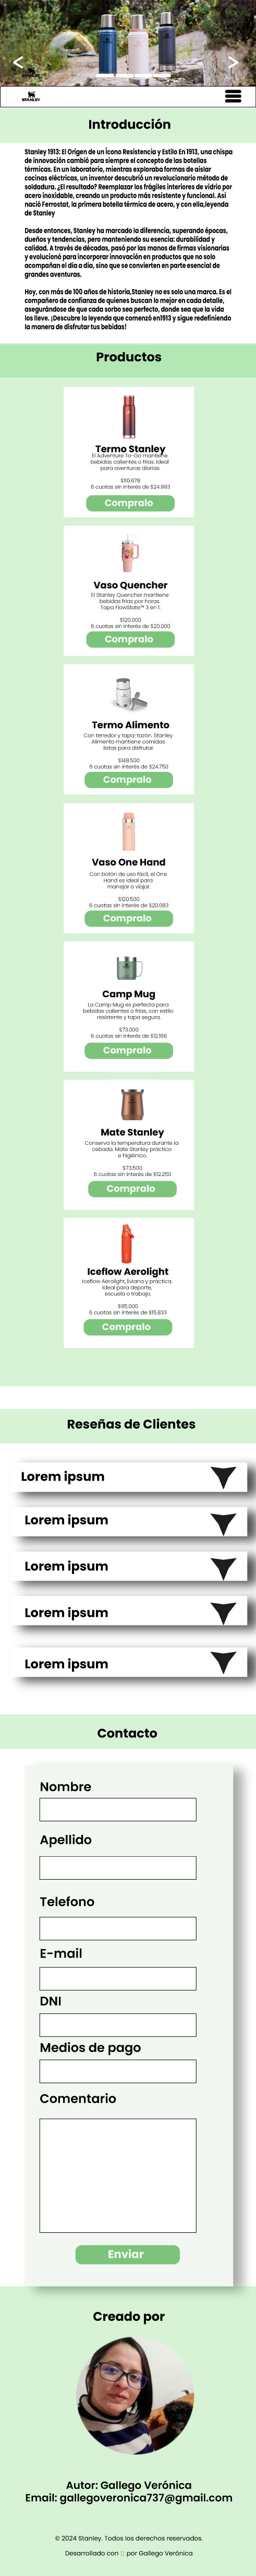 STANLEY
STANLEY
Introducción
Stanley 1913: El Origen de un Ícono Resistencia y Estilo En 1913, una chispa
de innovación cambió para siempre el concepto de las botellas
térmicas. En un laboratorio, mientras exploraba formas de aislar
cocinas eléctricas, un inventor descubrió un revolucionario método de
soldadura. ¿El resultado? Reemplazar los frágiles interiores de vidrio por
acero inoxidable, creando un producto más resistente y funcional. Así
nació Ferrostat, la primera botella térmica de acero, y con ella,leyenda
de Stanley
Desde entonces, Stanley ha marcado la diferencia, superando épocas,
dueños y tendencias, pero manteniendo su esencia: durabilidad y
calidad. A través de décadas, pasó por las manos de firmas visionarias
y evolucionó para incorporar innovación en productos que no solo
acompañan el día a día, sino que se convierten en parte esencial de
grandes aventuras.
Hoy, con más de 100 años de historia,Stanley no es solo una marca. Es el
compañero de confianza de quienes buscan lo mejor en cada detalle,
asegurándose de que cada sorbo sea perfecto, donde sea que la vida
los lleve. ¡Descubre la leyenda que comenzó en1913 y sigue redefiniendo
la manera de disfrutar tus bebidas!
Productos
Termo Stanley
El Adventure To-Go mantiene
bebidas calientes o frías. Ideal
para aventuras diarias.
$110.678
6 cuotas sin interés de $24.993
Compralo
Vaso Quencher
El Stanley Quencher mantiene
bebidas frías por horas.
Tapa FlowState™ 3 en 1.
$120.000
6 cuotas sin interés de $20.000
Compralo
Termo Alimento
Con tenedor y tapa-tazón. Stanley
Alimento mantiene comidas
listas para disfrutar.
$148.500
6 cuotas sin interés de $24.750
Compralo
Vaso One Hand
Con botón de uso fácil, el One
Hand es ideal para
manejar o viajar.
$120.500
6 cuotas sin interés de $20.083
Compralo
Camp Mug
La Camp Mug es perfecta para
bebidas calientes o frías, con estilo
resistente y tapa segura.
$73.000
6 cuotas sin interés de $12.166
Compralo
Mate Stanley
Conserva la temperatura durante la
cebada. Mate Stanley práctico
e higiénico.
$73.500
6 cuotas sin interés de $12.250
Compralo
Iceflow Aerolight
Iceflow Aerolight, liviana y práctica.
Ideal para deporte,
escuela o trabajo.
$95.000
6 cuotas sin interés de $15.833
Compralo
Reseñas de Clientes
Lorem ipsum
Lorem ipsum
Lorem ipsum
Lorem ipsum
Lorem ipsum
Contacto
Nombre
Apellido
Telefono
E-mail
DNI
Medios de pago
Comentario
Enviar
Creado por
Autor: Gallego Verónica
Email: gallegoveronica737@gmail.com
© 2024 Stanley. Todos los derechos reservados.
Desarrollado con ▯ por Gallego Verónica